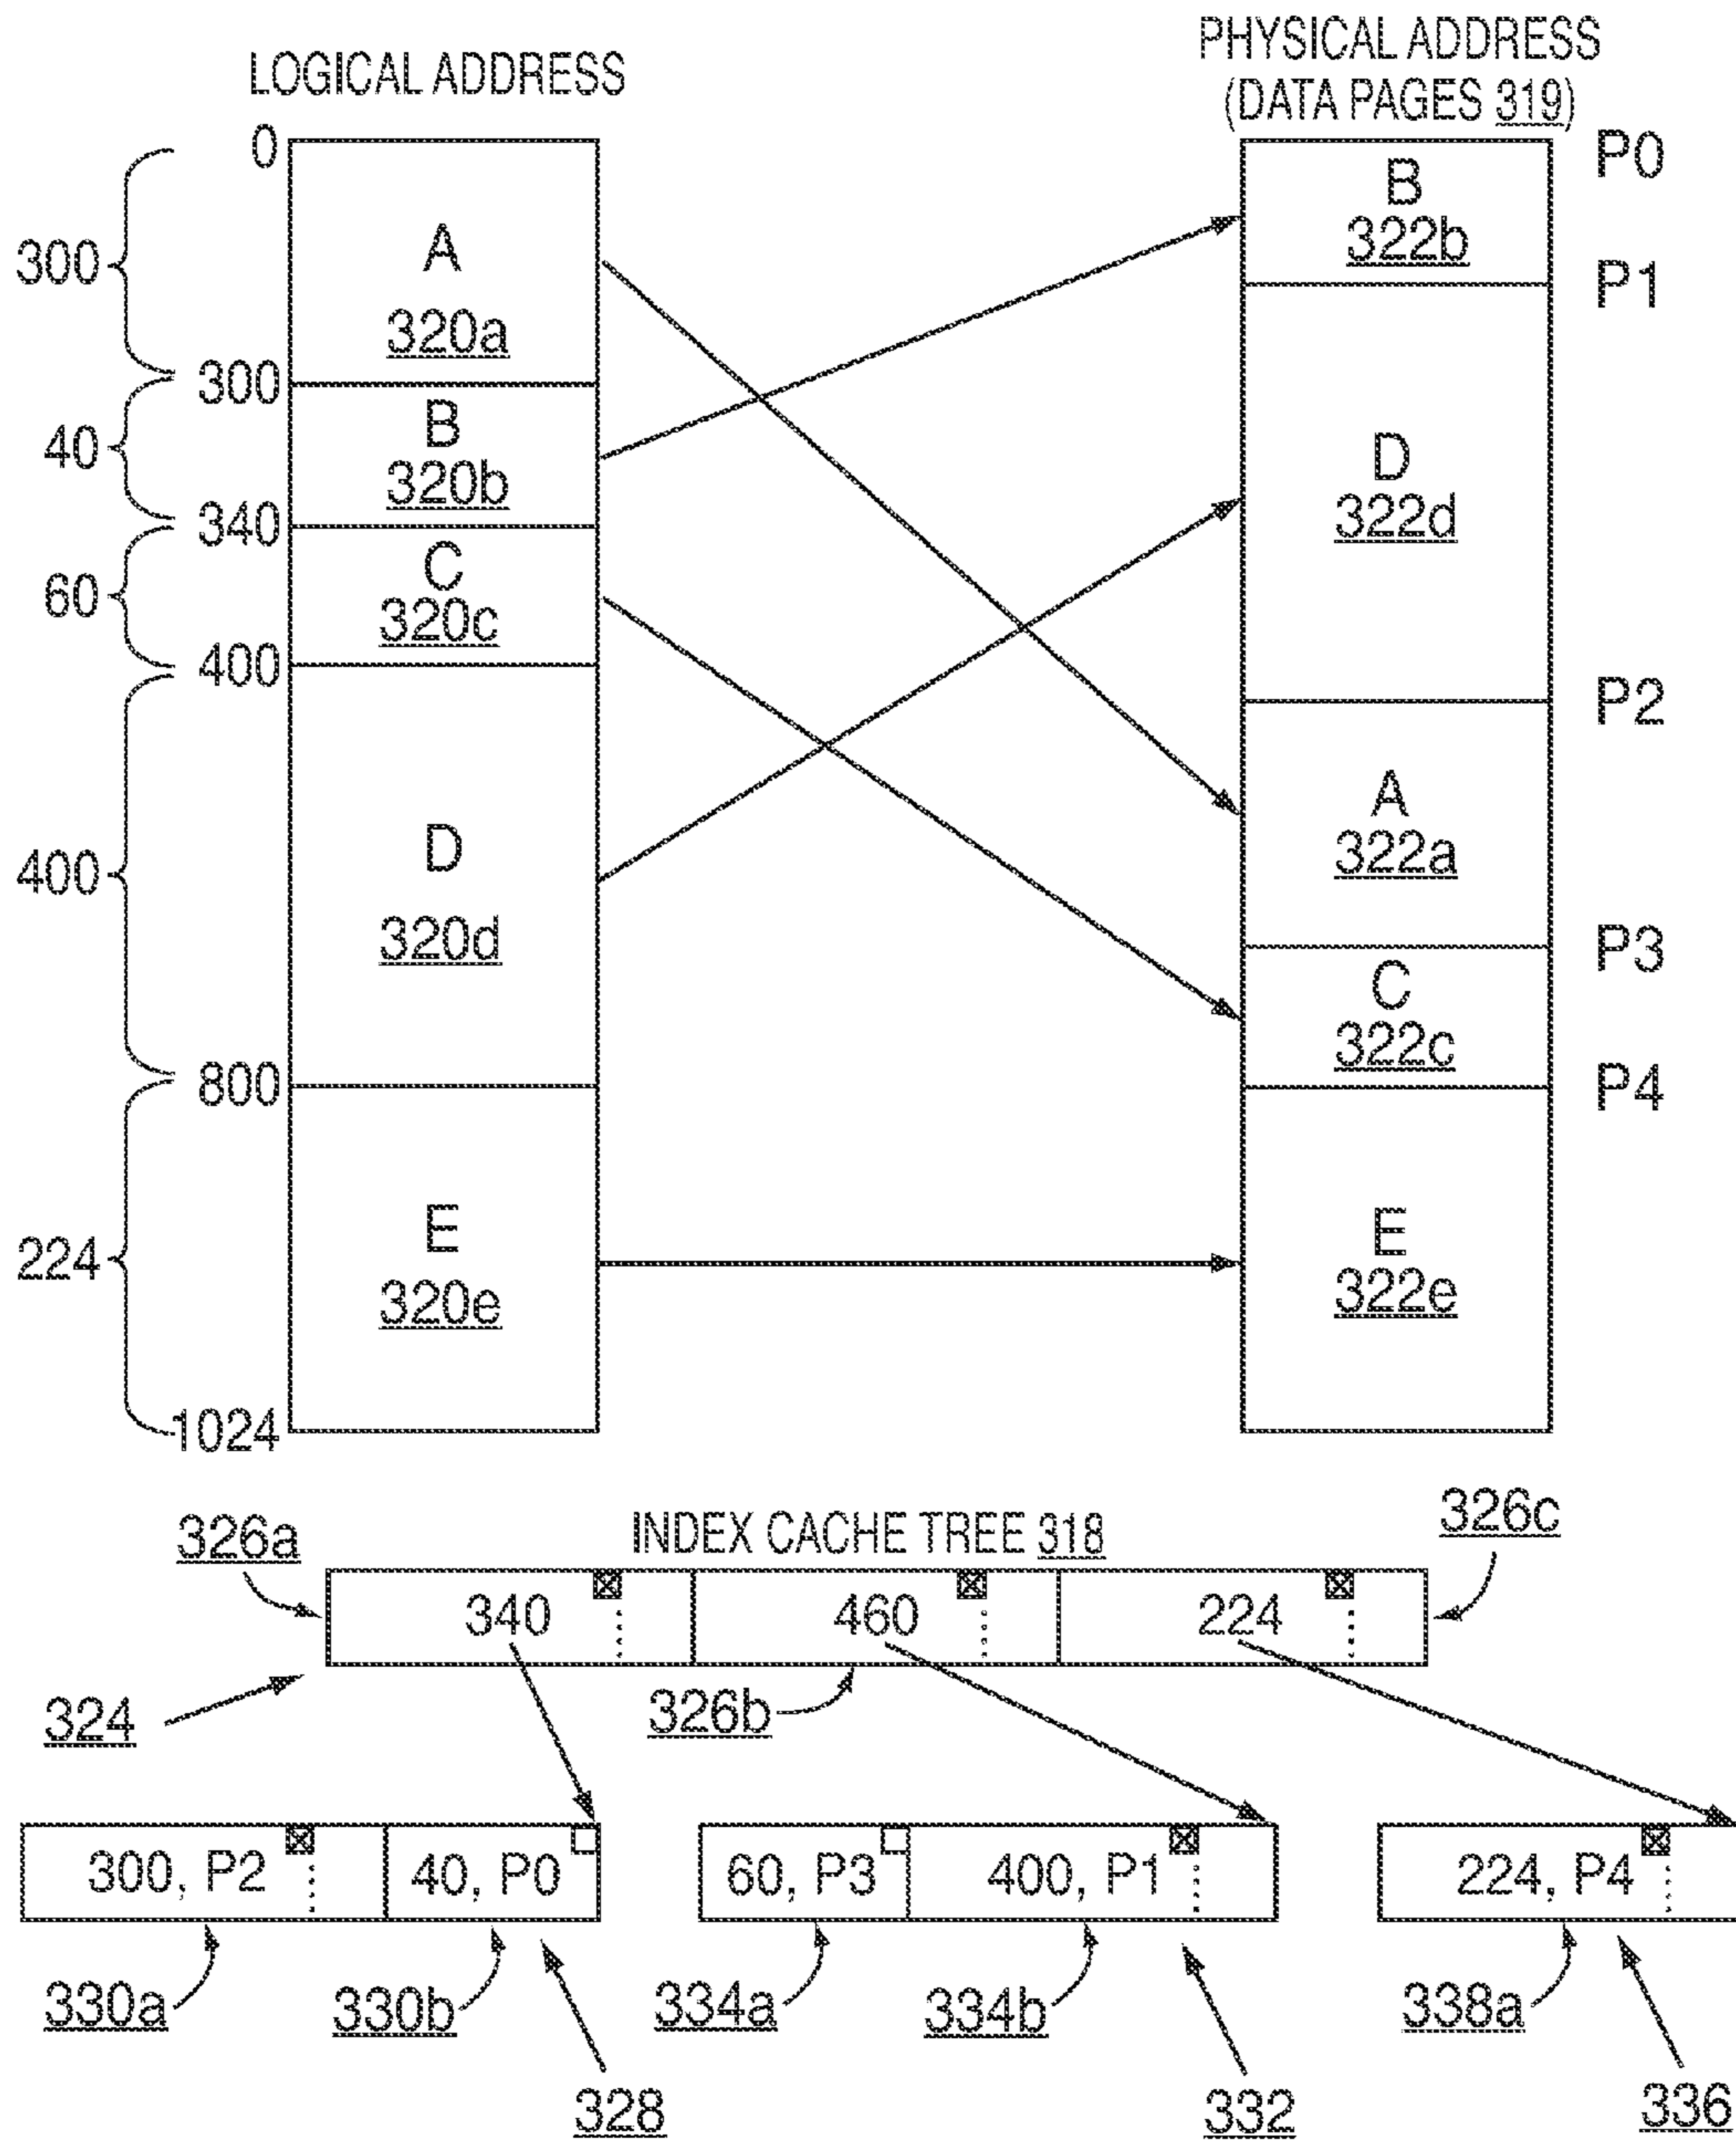 LOGICAL ADDRESS
PHYSICAL ADDRESS
(DATA PAGES 319)
0
300
A
320a
300
40
B
320b
340
60
C
320c
400
400
D
320d
800
224
E
320e
1024
P0
B
322b
P1
D
322d
P2
A
322a
P3
C
322c
P4
E
322e
INDEX CACHE TREE 318
326a
326c
340
460
224
324
326b
300, P2
40, P0
60, P3
400, P1
224, P4
330a
330b
334a
334b
338a
328
332
336